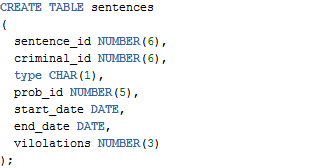 CREATE TABLE sentences
(
  sentence_id NUMBER(6),
  criminal_id NUMBER(6),
  type CHAR(1),
  prob_id NUMBER(5),
  start_date DATE,
  end_date DATE,
  vilolations NUMBER(3)
);